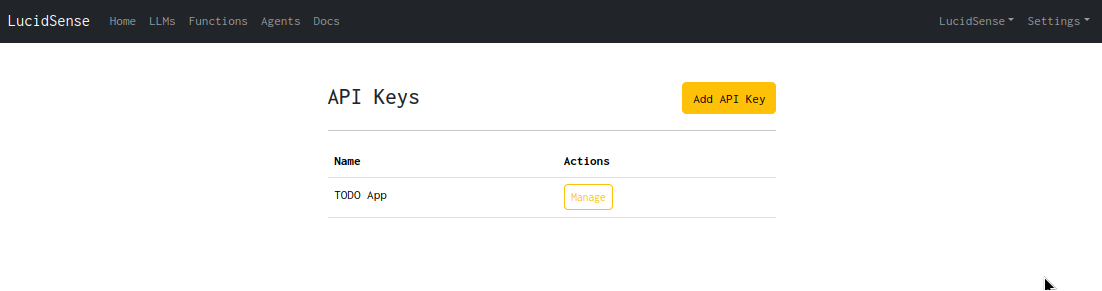 LucidSense Home LLMs Functions Agents Docs LucidSense Settings
API Keys Add API Key
Name Actions
TODO App Manage